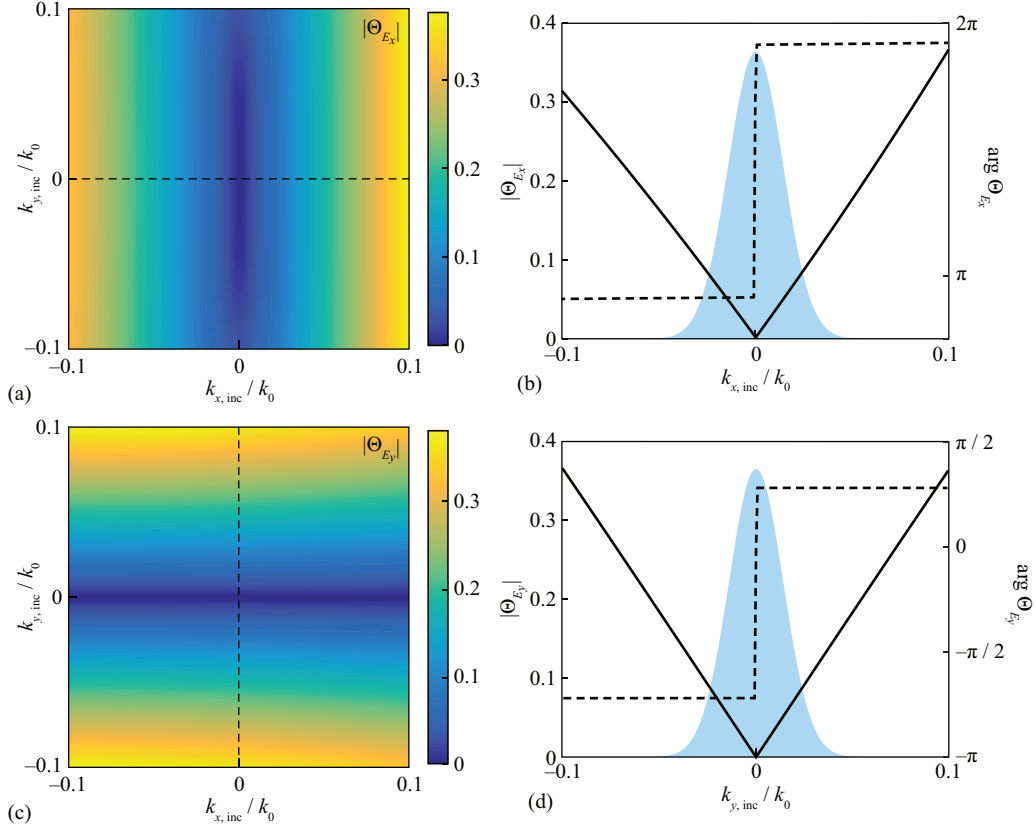 0.1
|Θ_{E_x}|
k_{y, inc} / k_0
0
−0.1
−0.1
0
0.1
k_{x, inc} / k_0
0.3
0.2
0.1
0
(a)
0.4
0.3
0.2
0.1
0
|Θ_{E_x}|
2π
π
arg Θ_{E_x}
-0.1
0
0.1
k_{x, inc}/k_0
(b)
0.1
|Θ_{E_y}|
k_{y, inc} / k_0
0
−0.1
−0.1
0
0.1
k_{x, inc} / k_0
0.3
0.2
0.1
0
(c)
0.4
0.3
0.2
0.1
0
|Θ_{E_y}|
π / 2
0
−π / 2
−π
arg Θ_{E_y}
-0.1
0
0.1
k_{y, inc}/k_0
(d)